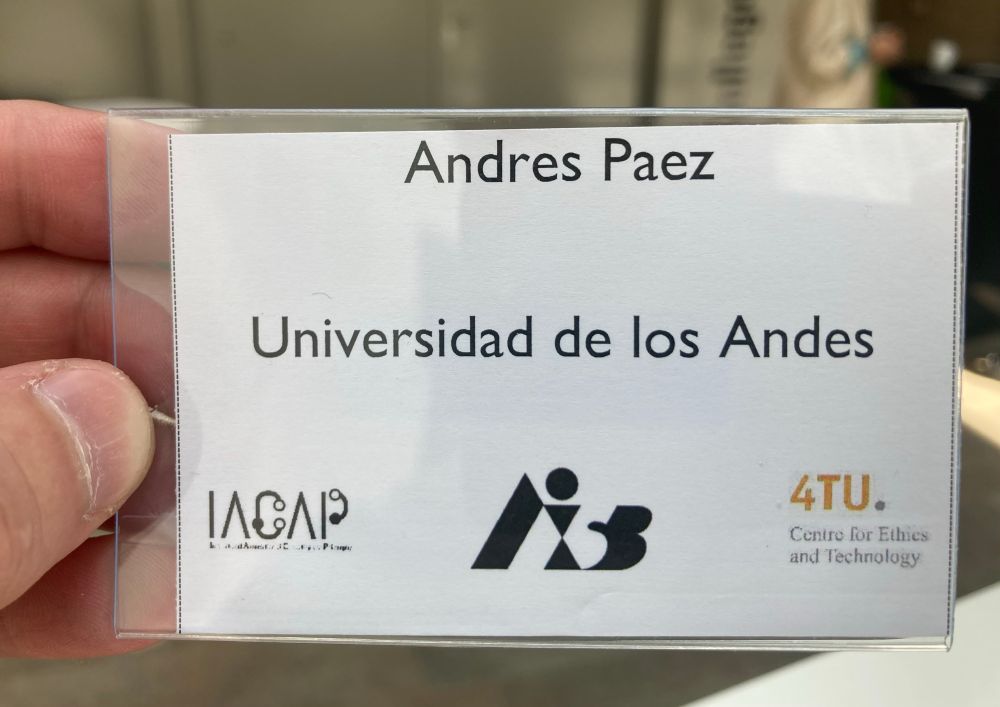 Andres Paez
Universidad de los Andes
IACAP
4TU.
Centre for Ethics
and Technology